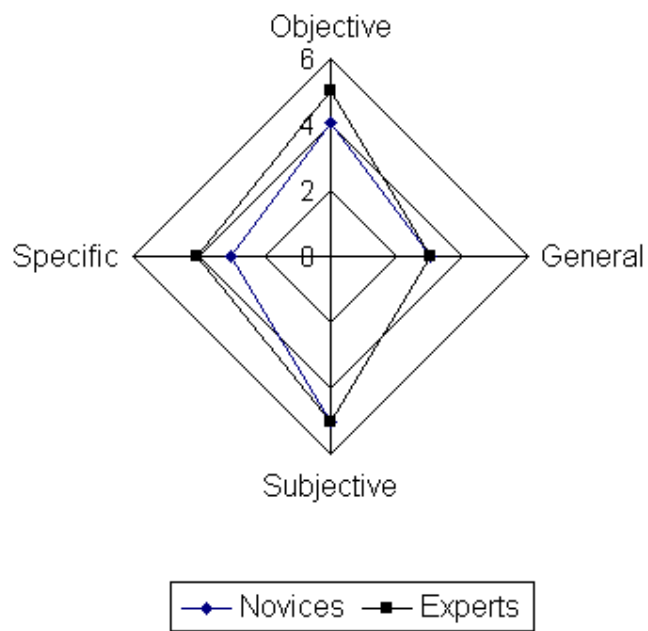 Objective
6
4
2
0
Specific
General
Subjective
Novices Experts